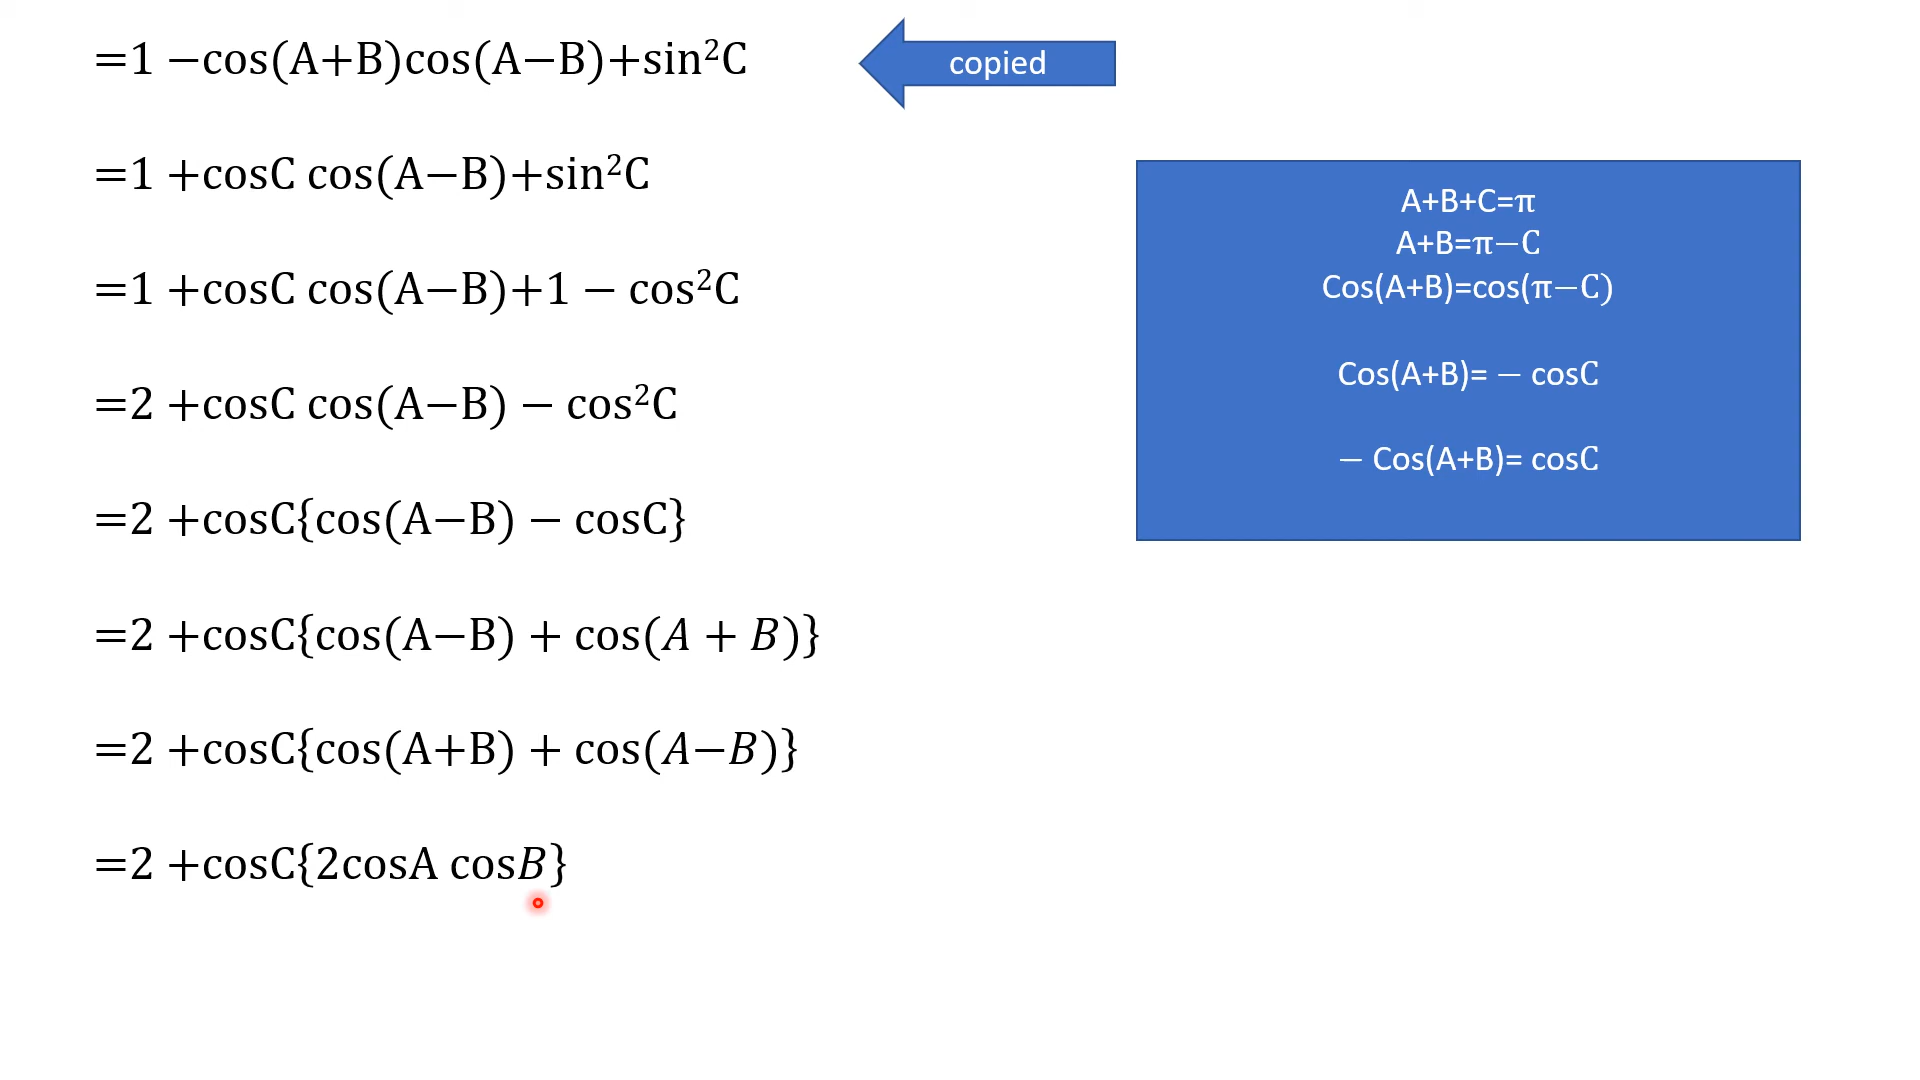 =1 −cos(A+B)cos(A−B)+sin²C
copied
=1 +cosC cos(A−B)+sin²C
=1 +cosC cos(A−B)+1 − cos²C
=2 +cosC cos(A−B) − cos²C
=2 +cosC{cos(A−B) − cosC}
=2 +cosC{cos(A−B) + cos(A + B)}
=2 +cosC{cos(A+B) + cos(A−B)}
=2 +cosC{2cosA cosB}
A+B+C=π
A+B=π−C
Cos(A+B)=cos(π−C)
Cos(A+B)= − cosC
− Cos(A+B)= cosC